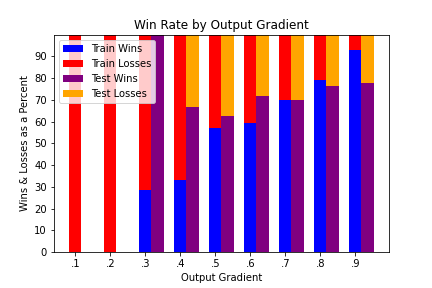 Win Rate by Output Gradient
Train Wins
Train Losses
Test Wins
Test Losses
Wins & Losses as a Percent
90
80
70
60
50
40
30
20
10
0
.1 .2 .3 .4 .5 .6 .7 .8 .9
Output Gradient